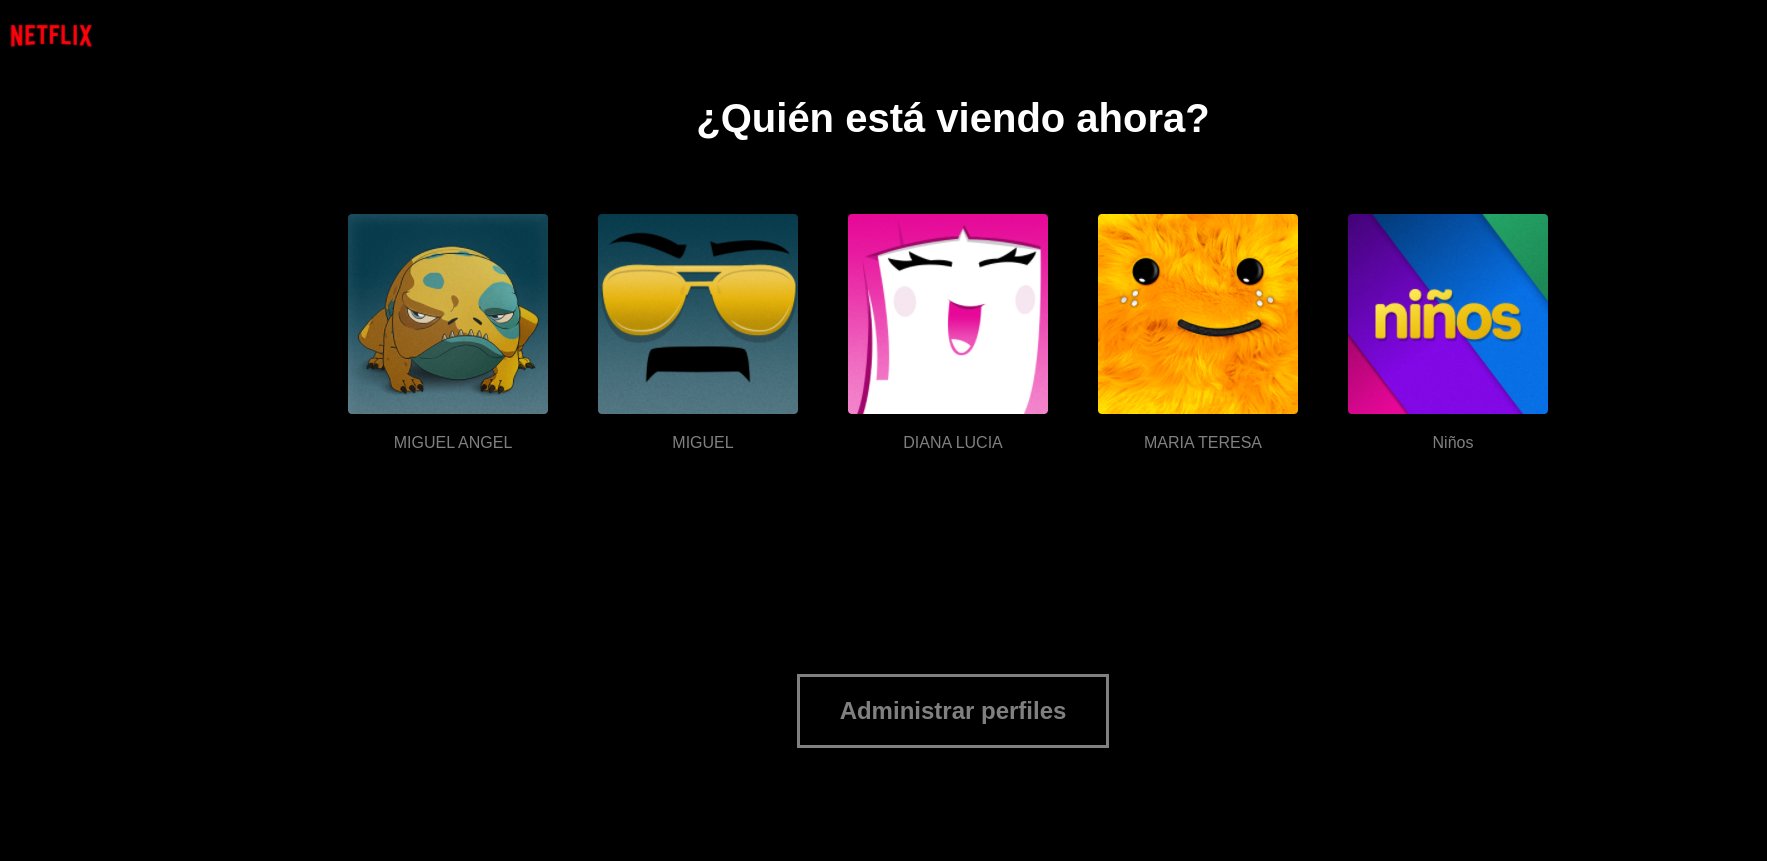 NETFLIX
¿Quién está viendo ahora?
niños
MIGUEL ANGEL
MIGUEL
DIANA LUCIA
MARIA TERESA
Niños
Administrar perfiles